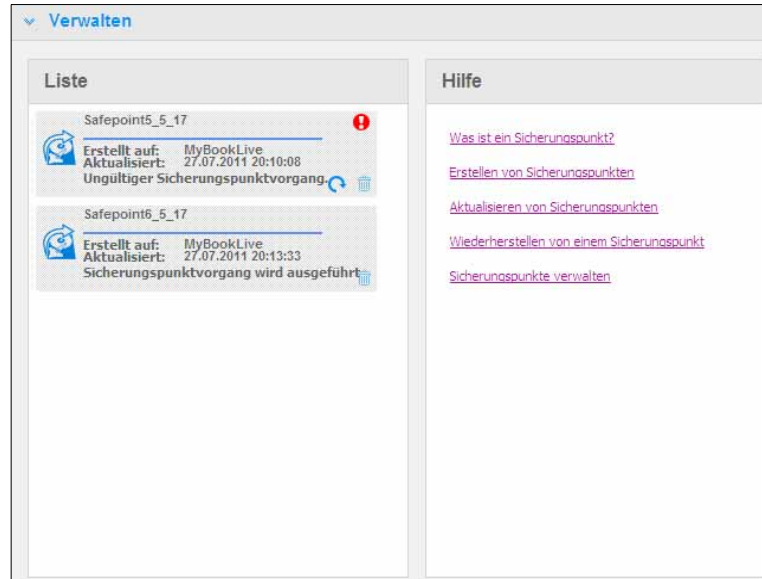 Verwalten
Liste
Safepoint5_5_17
Erstellt auf: MyBookLive
Aktualisiert: 27.07.2011 20:10:08
Ungültiger Sicherungspunktvorgang.
Safepoint6_5_17
Erstellt auf: MyBookLive
Aktualisiert: 27.07.2011 20:13:33
Sicherungspunktvorgang wird ausgeführt
Hilfe
Was ist ein Sicherungspunkt?
Erstellen von Sicherungspunkten
Aktualisieren von Sicherungspunkten
Wiederherstellen von einem Sicherungspunkt
Sicherungspunkte verwalten